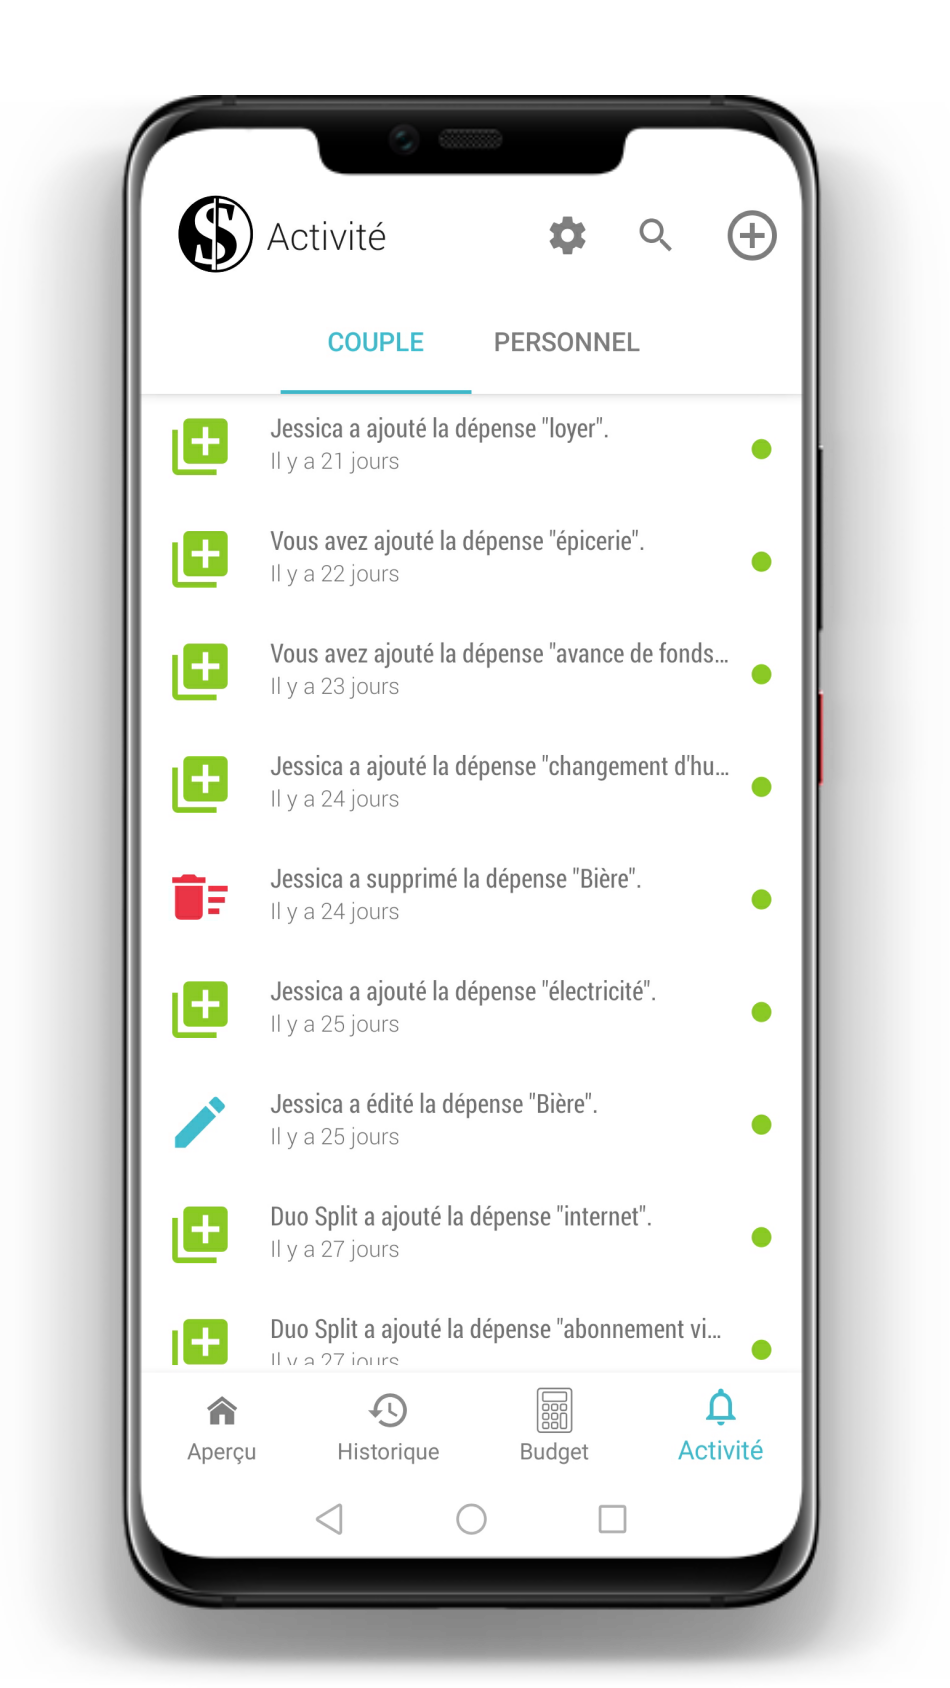 Activité
COUPLE PERSONNEL
Jessica a ajouté la dépense "loyer".
Il y a 21 jours
Vous avez ajouté la dépense "épicerie".
Il y a 22 jours
Vous avez ajouté la dépense "avance de fonds...
Il y a 23 jours
Jessica a ajouté la dépense "changement d'hu...
Il y a 24 jours
Jessica a supprimé la dépense "Bière".
Il y a 24 jours
Jessica a ajouté la dépense "électricité".
Il y a 25 jours
Jessica a édité la dépense "Bière".
Il y a 25 jours
Duo Split a ajouté la dépense "internet".
Il y a 27 jours
Duo Split a ajouté la dépense "abonnement vi...
Il y a 27 jours
Aperçu Historique Budget Activité